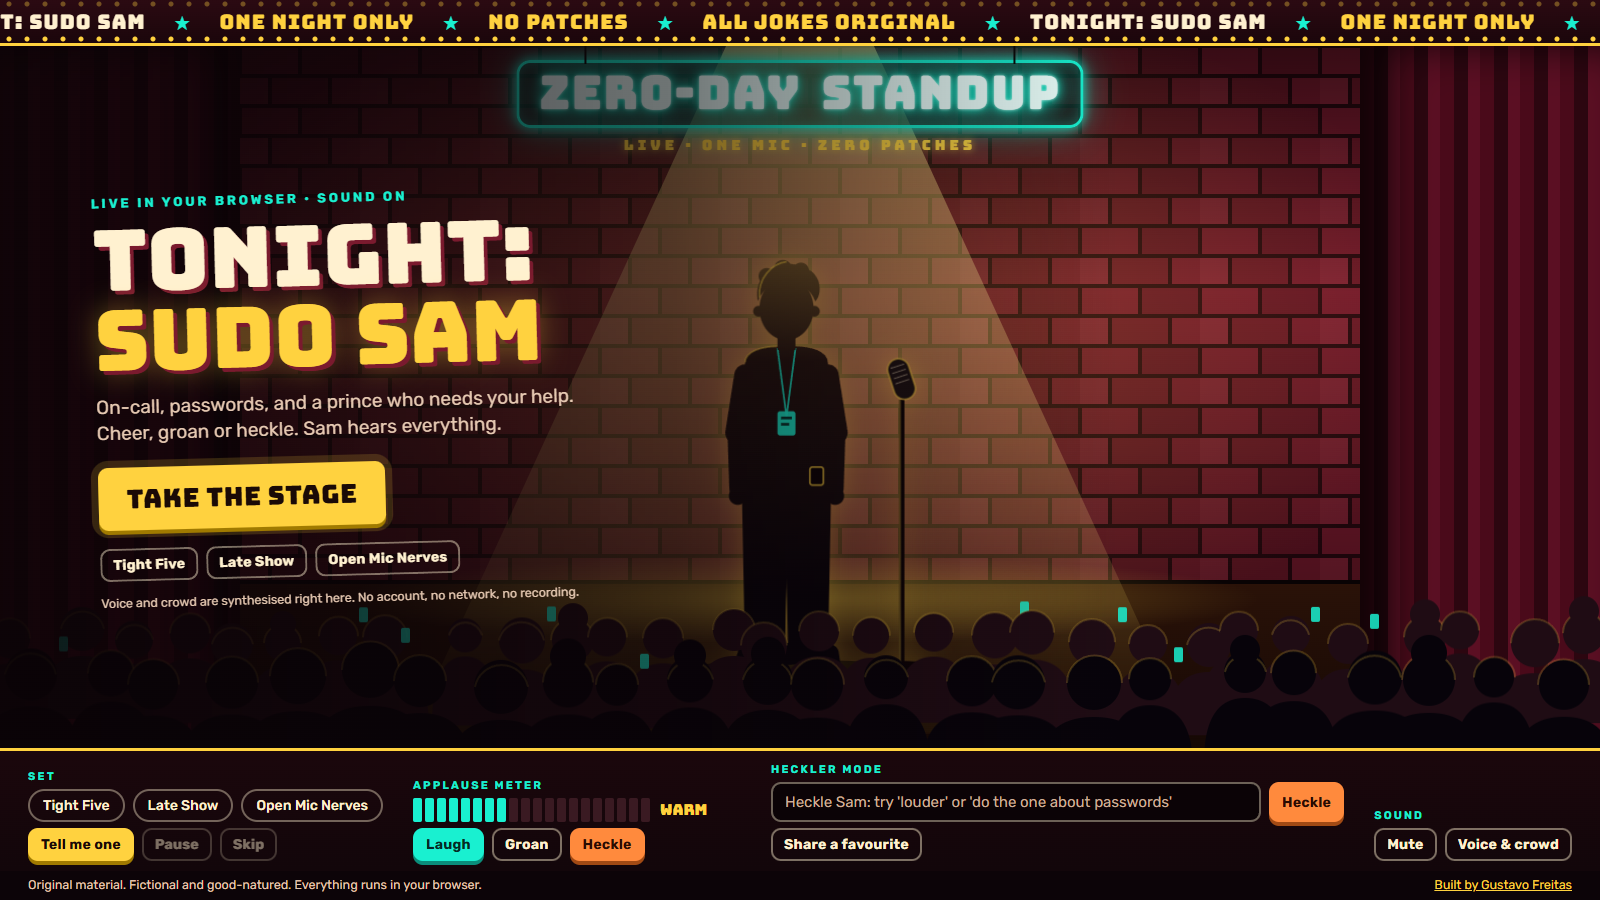 T: SUDO SAM ★ ONE NIGHT ONLY ★ NO PATCHES ★ ALL JOKES ORIGINAL ★ TONIGHT: SUDO SAM ★ ONE NIGHT ONLY ★
ZERO-DAY STANDUP
LIVE · ONE MIC · ZERO PATCHES
LIVE IN YOUR BROWSER · SOUND ON
TONIGHT:
SUDO SAM
On-call, passwords, and a prince who needs your help.
Cheer, groan or heckle. Sam hears everything.
TAKE THE STAGE
Tight Five Late Show Open Mic Nerves
Voice and crowd are synthesised right here. No account, no network, no recording.
SET
Tight Five Late Show Open Mic Nerves
Tell me one Pause Skip
APPLAUSE METER
WARM
Laugh Groan Heckle
HECKLER MODE
Heckle Sam: try 'louder' or 'do the one about passwords' Heckle
Share a favourite
SOUND
Mute Voice & crowd
Original material. Fictional and good-natured. Everything runs in your browser.
Built by Gustavo Freitas